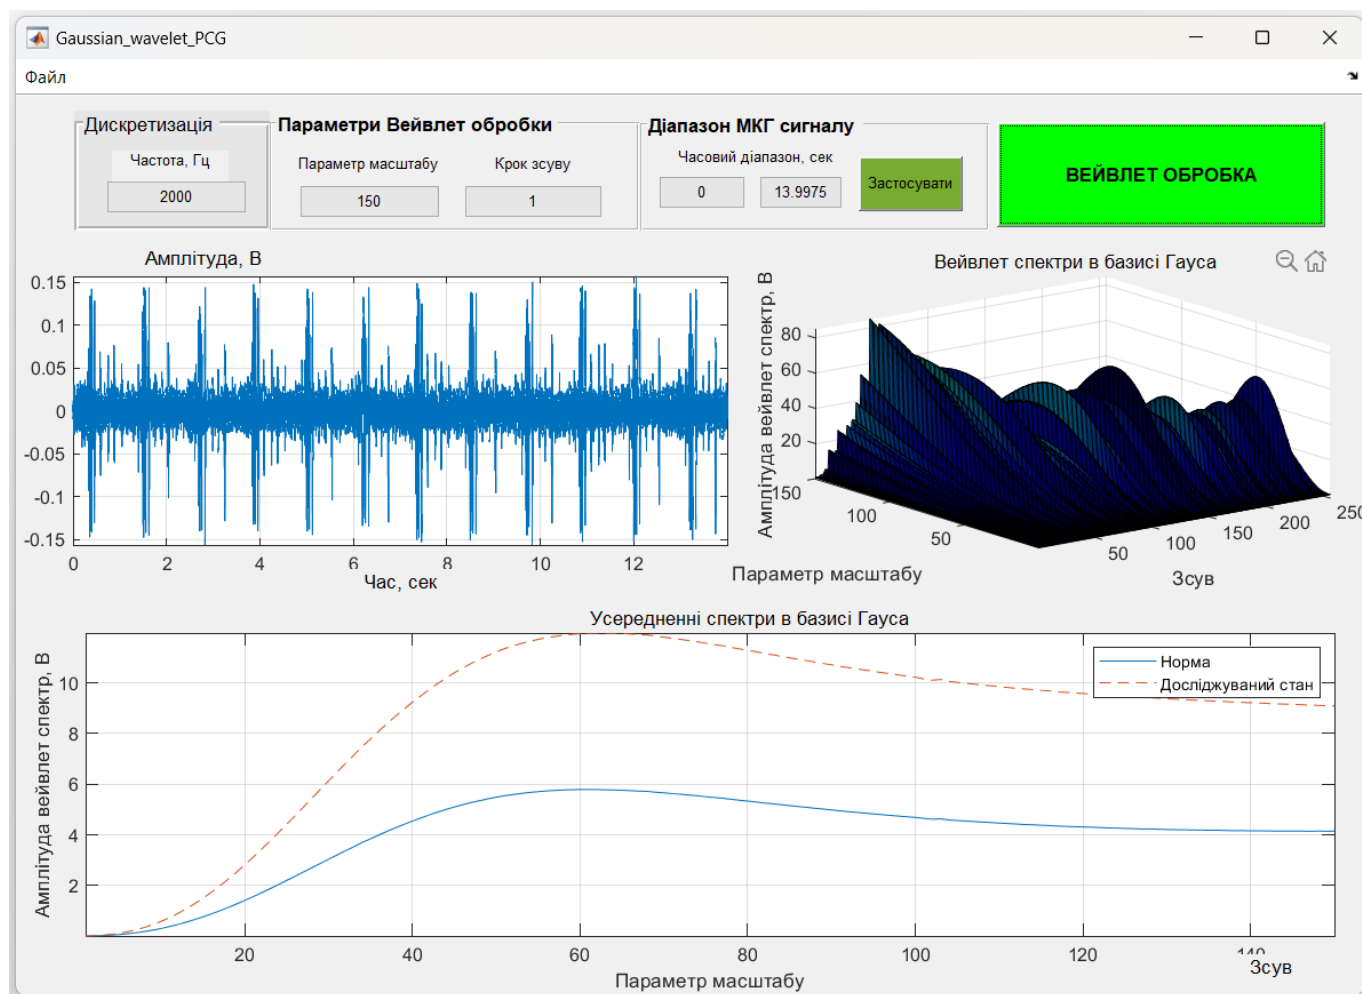 Gaussian_wavelet_PCG
Файл
Дискретизація
Частота, Гц
2000
Параметри Вейвлет обробки
Параметр масштабу
Крок зсуву
150
1
Діапазон МКГ сигналу
Часовий діапазон, сек
0
13.9975
Застосувати
ВЕЙВЛЕТ ОБРОБКА
Амплітуда, В
0.15
0.1
0.05
0
-0.05
-0.1
-0.15
0 2 4 6 8 10 12
Час, сек
Вейвлет спектри в базисі Гауса
Амплітуда вейвлет спектр, В
80
60
40
20
150
100
50
50
100
150
200
250
Параметр масштабу
Зсув
Усередненні спектри в базисі Гауса
Амплітуда вейвлет спектр, В
10
8
6
4
2
Норма
Досліджуваний стан
20 40 60 80 100 120 140
Параметр масштабу
Зсув